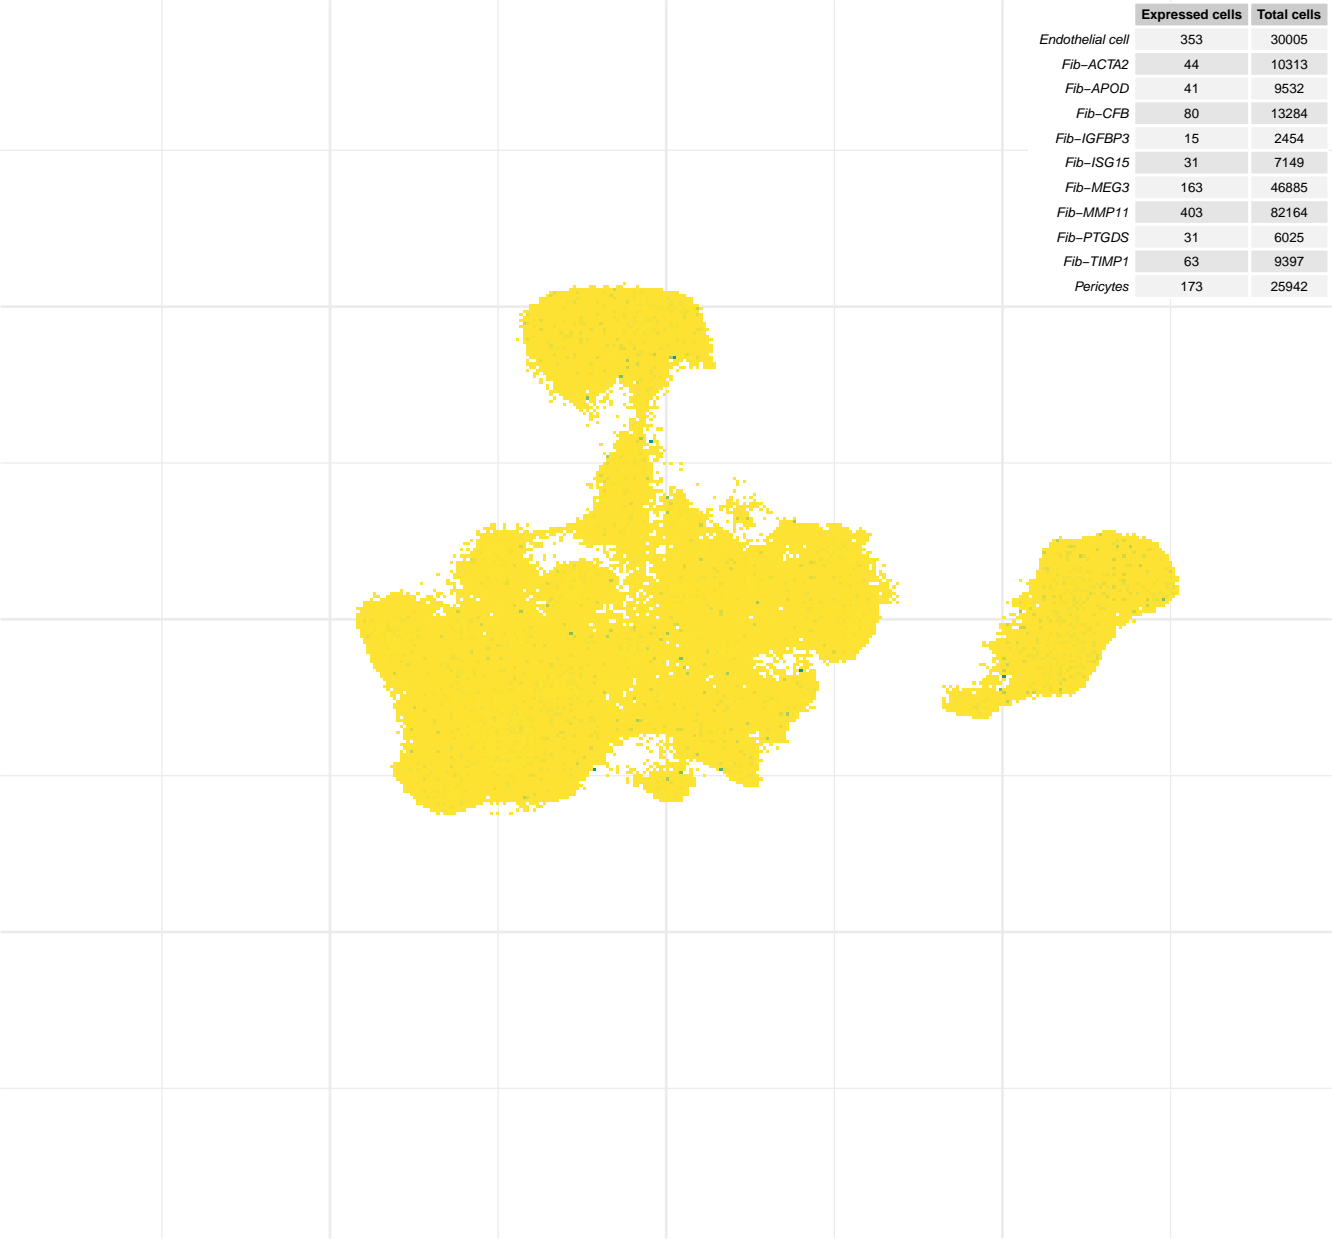 Expressed cells Total cells
Endothelial cell 353 30005
Fib−ACTA2 44 10313
Fib−APOD 41 9532
Fib−CFB 80 13284
Fib−IGFBP3 15 2454
Fib−ISG15 31 7149
Fib−MEG3 163 46885
Fib−MMP11 403 82164
Fib−PTGDS 31 6025
Fib−TIMP1 63 9397
Pericytes 173 25942